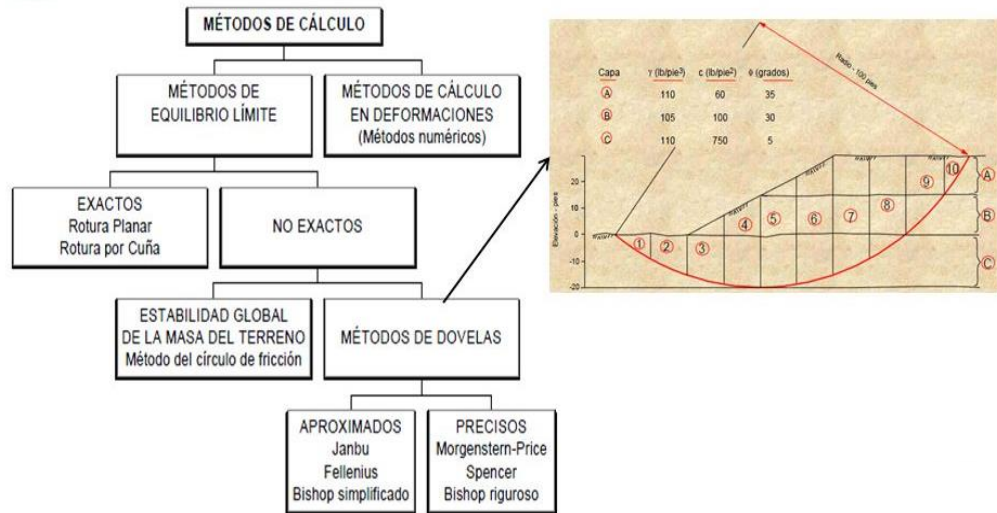 MÉTODOS DE CÁLCULO
MÉTODOS DE
EQUILIBRIO LÍMITE
MÉTODOS DE CÁLCULO
EN DEFORMACIONES
(Métodos numéricos)
EXACTOS
Rotura Planar
Rotura por Cuña
NO EXACTOS
ESTABILIDAD GLOBAL
DE LA MASA DEL TERRENO
Método del círculo de fricción
MÉTODOS DE DOVELAS
APROXIMADOS
Janbu
Fellenius
Bishop simplificado
PRECISOS
Morgenstern-Price
Spencer
Bishop riguroso
Radio - 100 pies
Capa γ (lb/pie³) c (lb/pie²) Φ (grados)
A 110 60 35
B 105 100 30
C 110 750 5
Elevación - pies
20
10
0
-10
-20
1 2 3 4 5 6 7 8 9 10
A
B
C